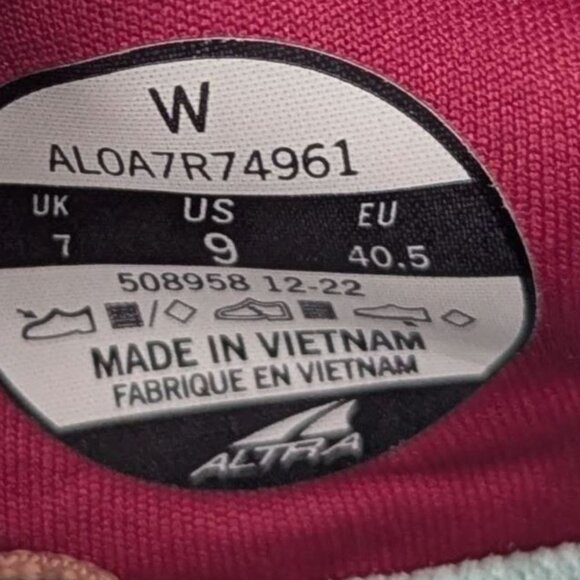 W
AL0A7R74961
UK US EU
7 9 40.5
508958 12-22
MADE IN VIETNAM
FABRIQUE EN VIETNAM
ALTRA